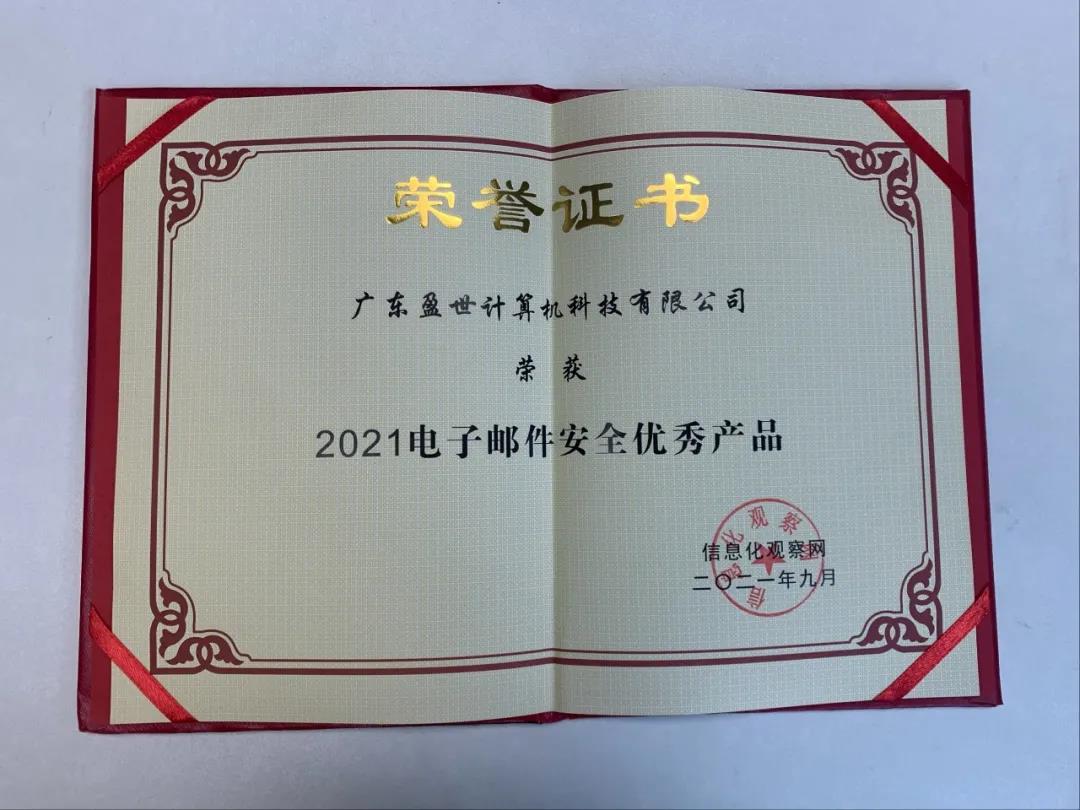 荣誉证书
广东盈世计算机科技有限公司
荣 获
2021电子邮件安全优秀产品
信息化观察网
二〇二一年九月